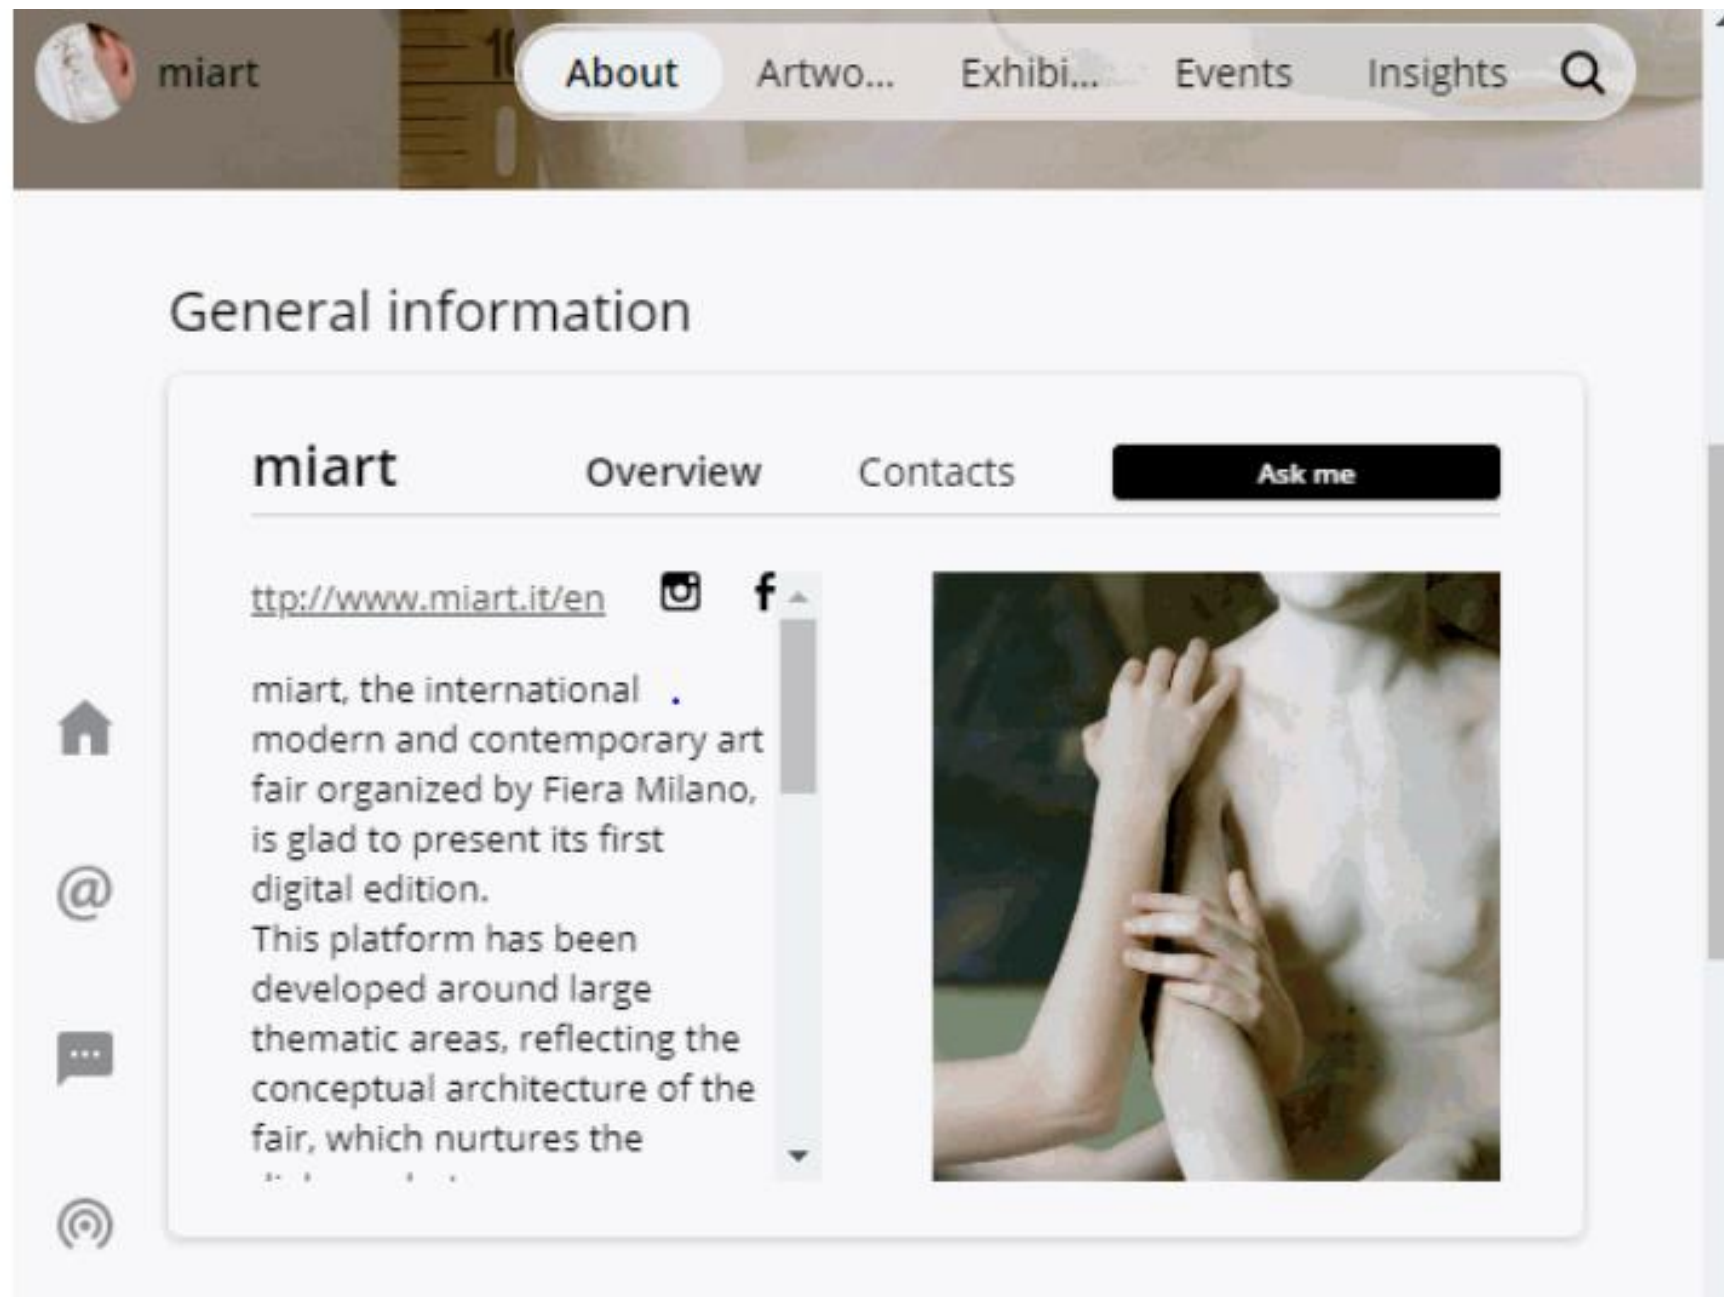 miart
10
About Artwo... Exhibi... Events Insights
General information
miart Overview Contacts Ask me
ttp://www.miart.it/en
miart, the international
modern and contemporary art
fair organized by Fiera Milano,
is glad to present its first
digital edition.
This platform has been
developed around large
thematic areas, reflecting the
conceptual architecture of the
fair, which nurtures the